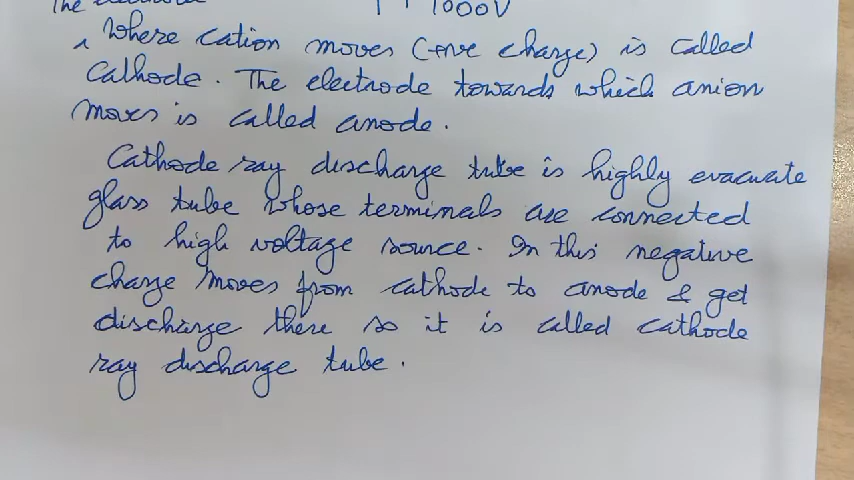 The
1000V
where cation moves (+ve charge) is called
Cathode. The electrode towards which anion
moves is called anode.
Cathode ray discharge tube is highly evacuate
glass tube whose terminals are connected
to high voltage source. In this negative
charge moves from cathode to anode & get
discharge there so it is called cathode
ray discharge tube.